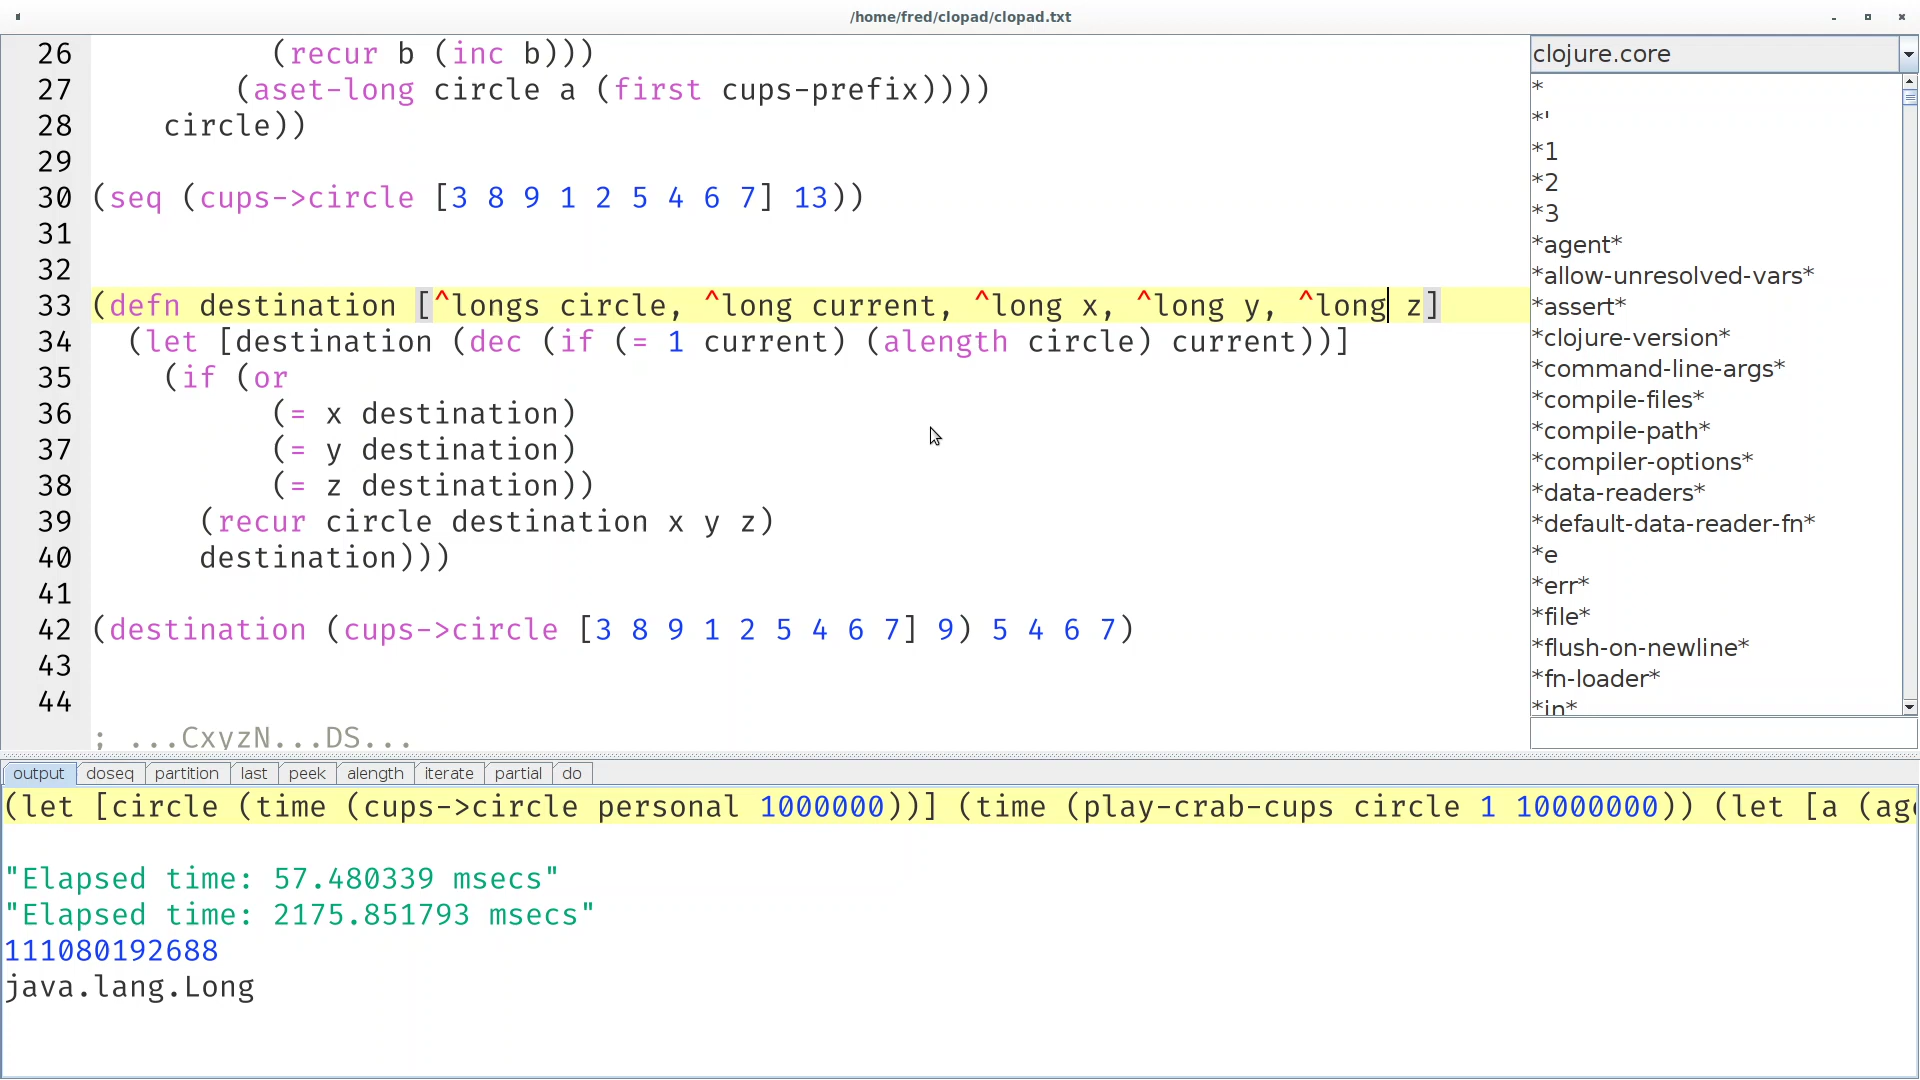 /home/fred/clopad/clopad.txt
26 (recur b (inc b)))
27 (aset-long circle a (first cups-prefix))))
28 circle))
29
30 (seq (cups->circle [3 8 9 1 2 5 4 6 7] 13))
31
32
33 (defn destination [^longs circle, ^long current, ^long x, ^long y, ^long z]
34 (let [destination (dec (if (= 1 current) (alength circle) current))]
35 (if (or
36 (= x destination)
37 (= y destination)
38 (= z destination))
39 (recur circle destination x y z)
40 destination)))
41
42 (destination (cups->circle [3 8 9 1 2 5 4 6 7] 9) 5 4 6 7)
43
44
; ...CxyzN...DS...
clojure.core
*
*'
*1
*2
*3
*agent*
*allow-unresolved-vars*
*assert*
*clojure-version*
*command-line-args*
*compile-files*
*compile-path*
*compiler-options*
*data-readers*
*default-data-reader-fn*
*e
*err*
*file*
*flush-on-newline*
*fn-loader*
*in*
output doseq partition last peek alength iterate partial do
(let [circle (time (cups->circle personal 1000000))] (time (play-crab-cups circle 1 10000000)) (let [a (ag
"Elapsed time: 57.480339 msecs"
"Elapsed time: 2175.851793 msecs"
111080192688
java.lang.Long